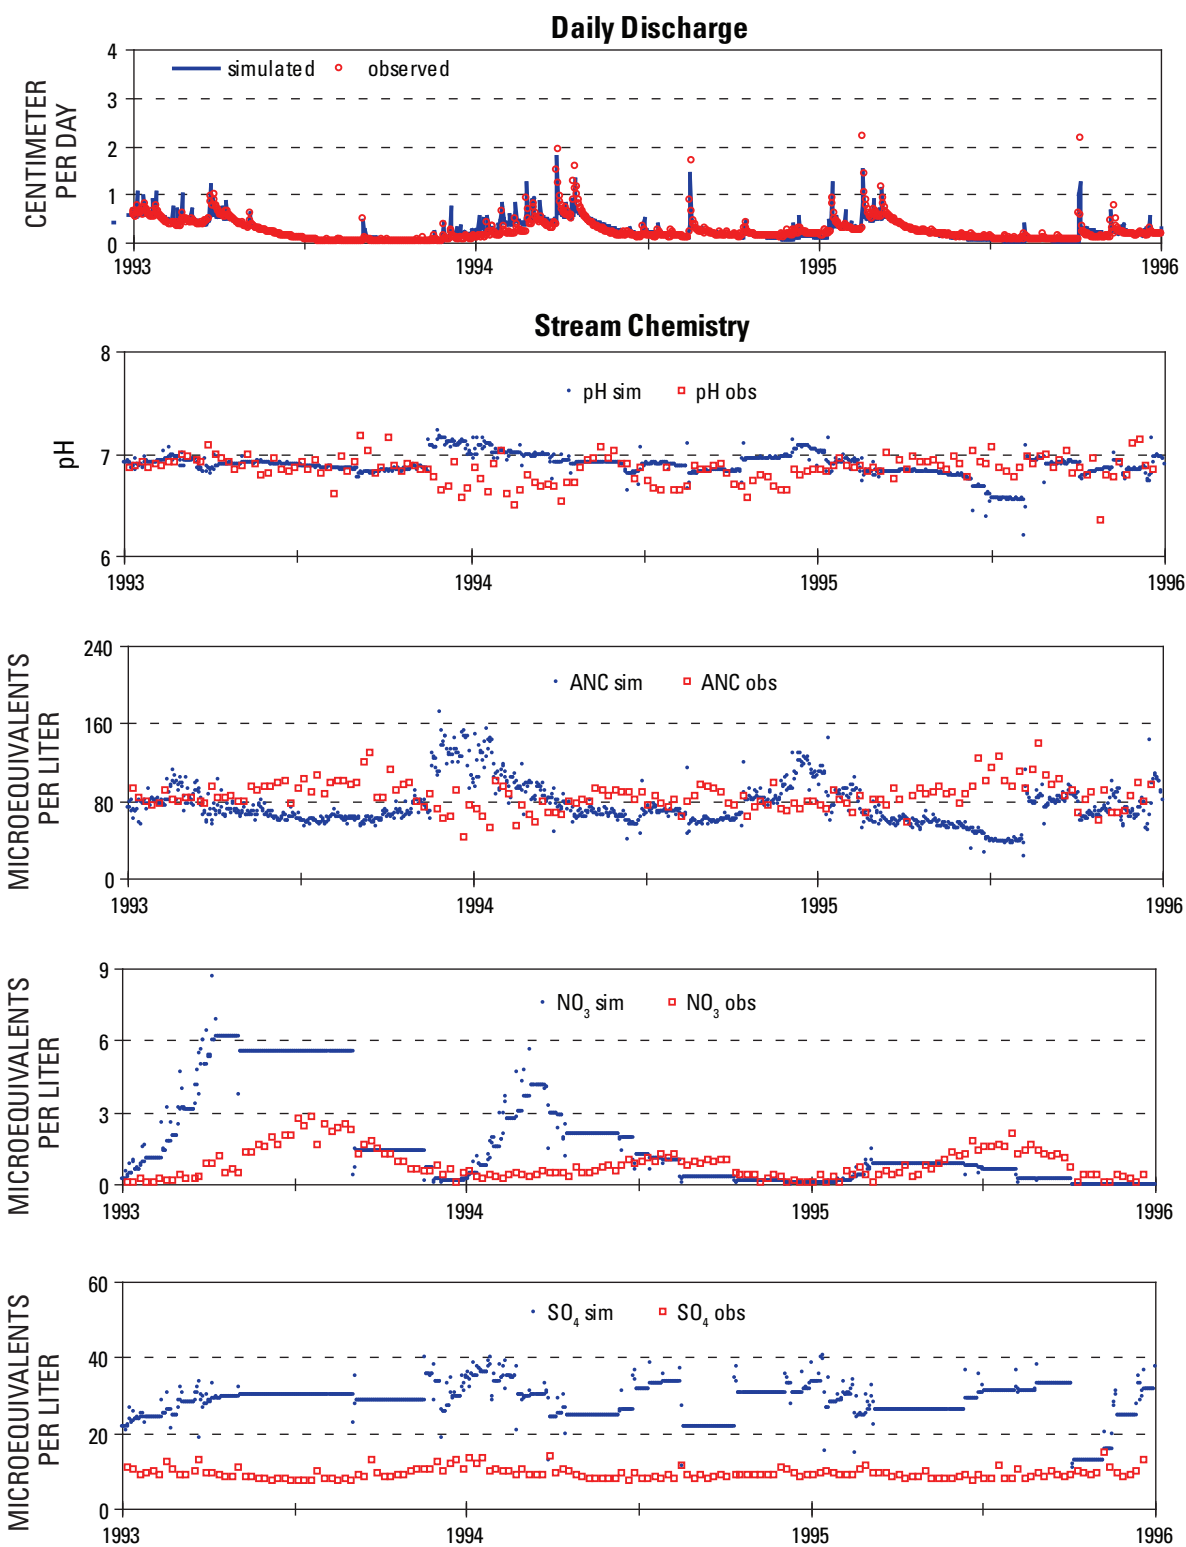 Daily Discharge
CENTIMETER
PER DAY
4
3
2
1
0
simulated observed
1993 1994 1995 1996
Stream Chemistry
pH
8
7
6
pH sim pH obs
1993 1994 1995 1996
MICROEQUIVALENTS
PER LITER
240
160
80
0
ANC sim ANC obs
1993 1994 1995 1996
MICROEQUIVALENTS
PER LITER
9
6
3
0
NO3 sim NO3 obs
1993 1994 1995 1996
MICROEQUIVALENTS
PER LITER
60
40
20
0
SO4 sim SO4 obs
1993 1994 1995 1996